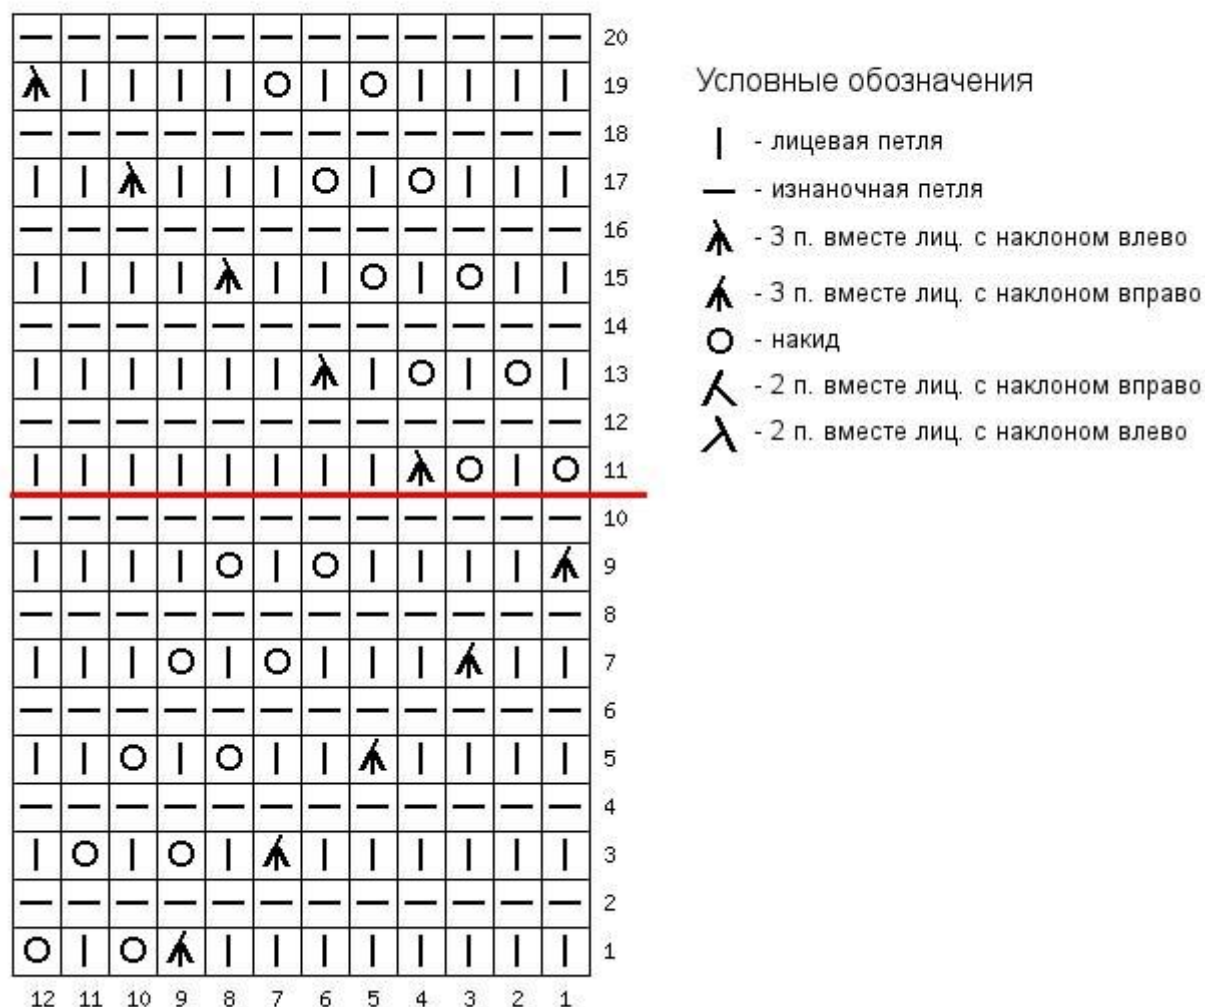 20
19
18
17
16
15
14
13
12
11
10
9
8
7
6
5
4
3
2
1
12 11 10 9 8 7 6 5 4 3 2 1
Условные обозначения
- лицевая петля
- изнаночная петля
- 3 п. вместе лиц. с наклоном влево
- 3 п. вместе лиц. с наклоном вправо
- накид
- 2 п. вместе лиц. с наклоном вправо
- 2 п. вместе лиц. с наклоном влево